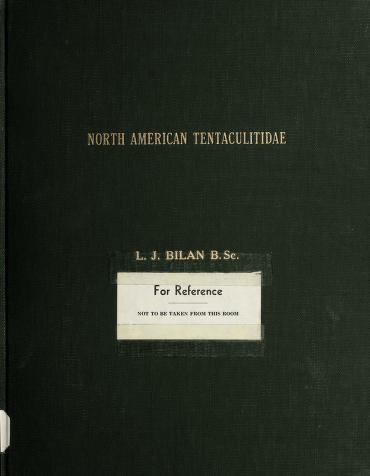 NORTH AMERICAN TENTACULITIDAE
L. J. BILAN B. Sc.
For Reference
NOT TO BE TAKEN FROM THIS ROOM